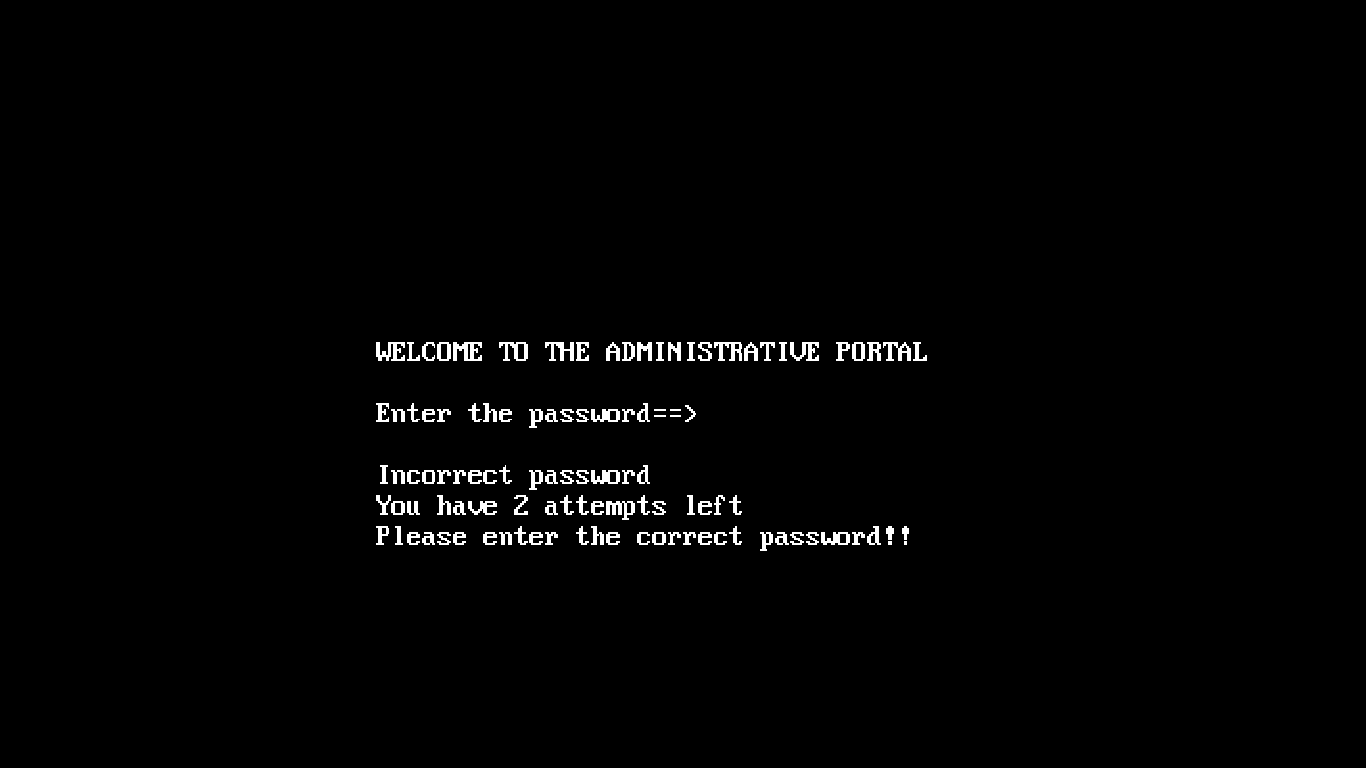 WELCOME TO THE ADMINISTRATIVE PORTAL
Enter the password==>
Incorrect password
You have 2 attempts left
Please enter the correct password!!